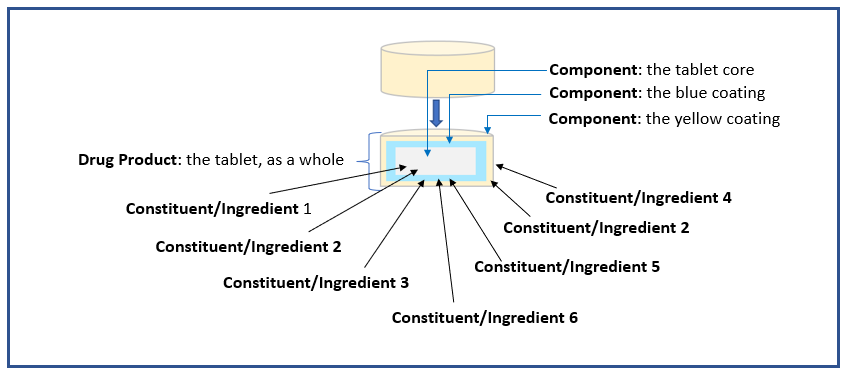 Component: the tablet core
Component: the blue coating
Component: the yellow coating
Drug Product: the tablet, as a whole
Constituent/Ingredient 4
Constituent/Ingredient 1
Constituent/Ingredient 2
Constituent/Ingredient 2
Constituent/Ingredient 5
Constituent/Ingredient 3
Constituent/Ingredient 6